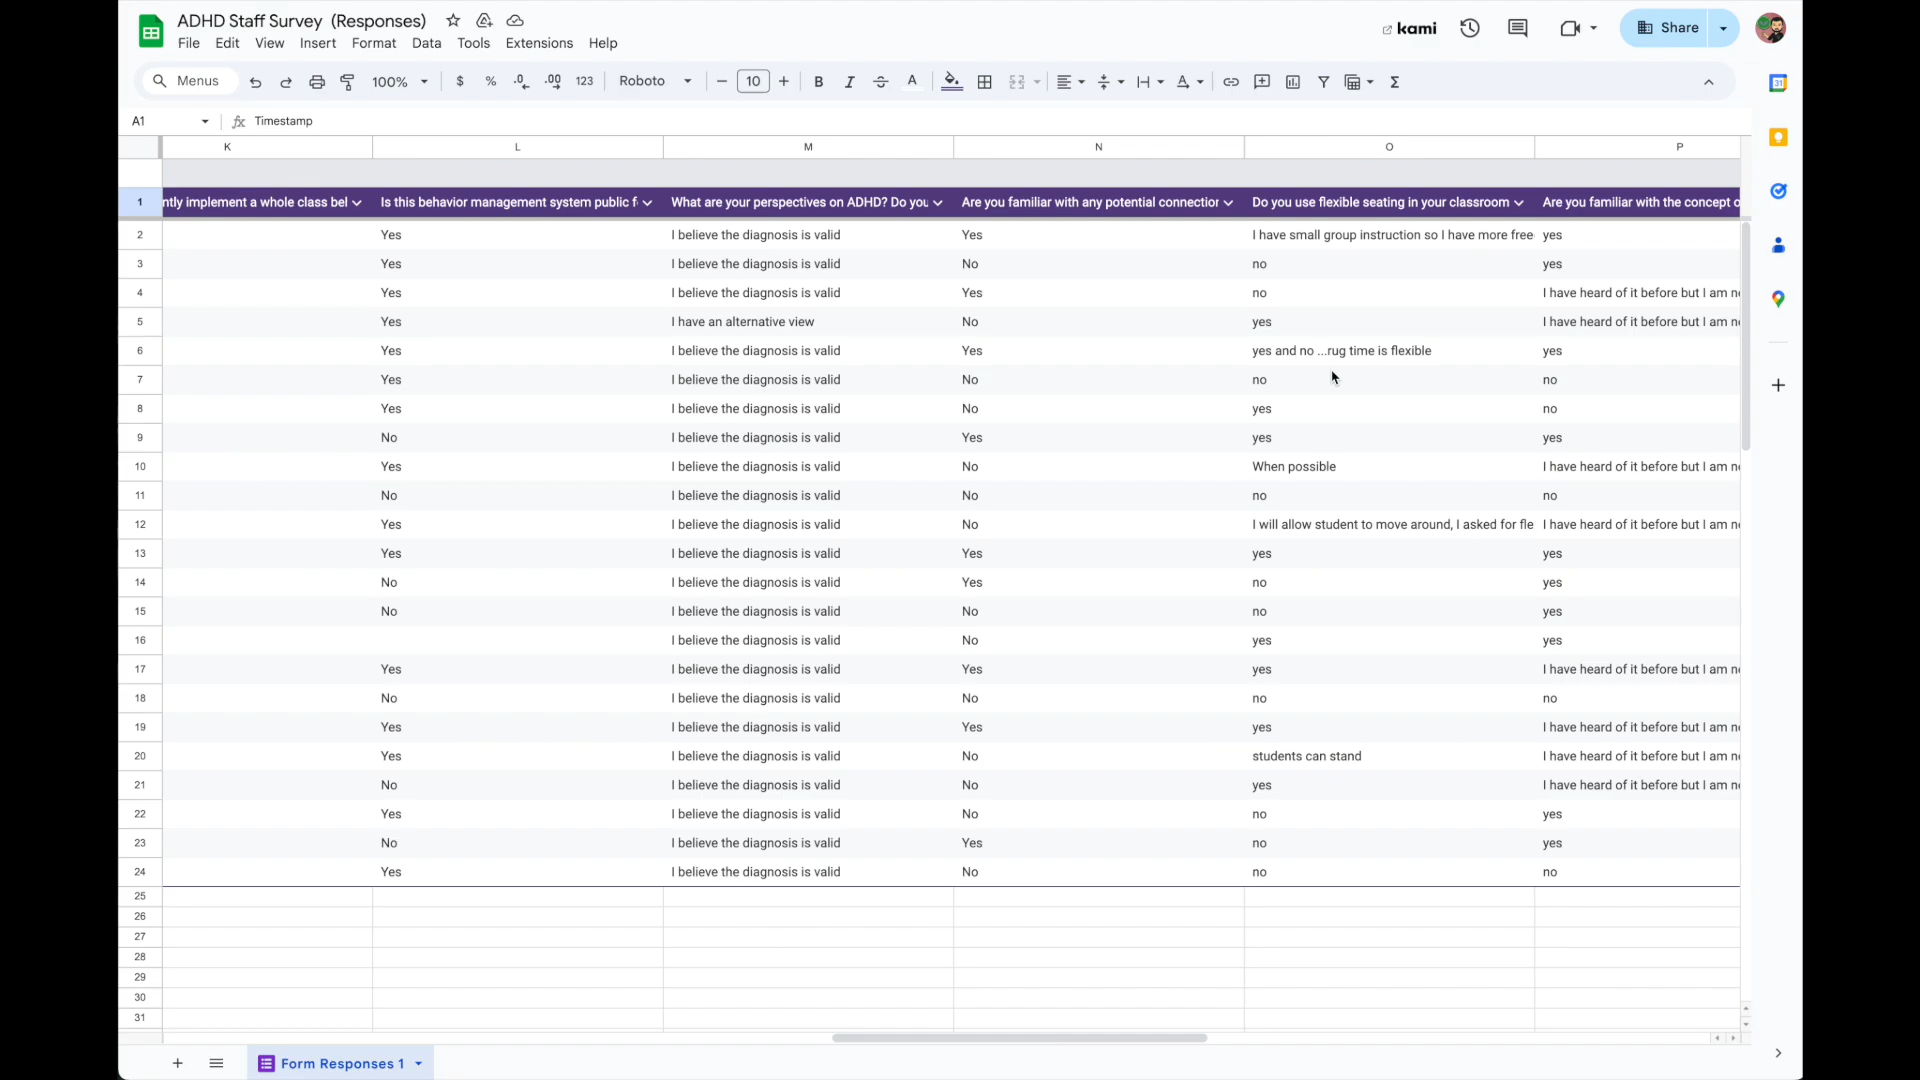 ADHD Staff Survey (Responses)
kami
Share
File Edit View Insert Format Data Tools Extensions Help
Menus 100% $ % .0 .00 123 Roboto 10 B I A Σ
A1 fx Timestamp
K L M N O P
1 ntly implement a whole class bel Is this behavior management system public f What are your perspectives on ADHD? Do you Are you familiar with any potential connection Do you use flexible seating in your classroom Are you familiar with the concept o
2 Yes I believe the diagnosis is valid Yes I have small group instruction so I have more free yes
3 Yes I believe the diagnosis is valid No no yes
4 Yes I believe the diagnosis is valid Yes no I have heard of it before but I am n
5 Yes I have an alternative view No yes I have heard of it before but I am n
6 Yes I believe the diagnosis is valid Yes yes and no ...rug time is flexible yes
7 Yes I believe the diagnosis is valid No no no
8 Yes I believe the diagnosis is valid No yes no
9 No I believe the diagnosis is valid Yes yes yes
10 Yes I believe the diagnosis is valid No When possible I have heard of it before but I am n
11 No I believe the diagnosis is valid No no no
12 Yes I believe the diagnosis is valid No I will allow student to move around, I asked for fle I have heard of it before but I am n
13 Yes I believe the diagnosis is valid Yes yes yes
14 No I believe the diagnosis is valid Yes no yes
15 No I believe the diagnosis is valid No no yes
16 I believe the diagnosis is valid No yes yes
17 Yes I believe the diagnosis is valid Yes yes I have heard of it before but I am n
18 No I believe the diagnosis is valid No no no
19 Yes I believe the diagnosis is valid Yes yes I have heard of it before but I am n
20 Yes I believe the diagnosis is valid No students can stand I have heard of it before but I am n
21 No I believe the diagnosis is valid No yes I have heard of it before but I am n
22 Yes I believe the diagnosis is valid No no yes
23 No I believe the diagnosis is valid Yes no yes
24 Yes I believe the diagnosis is valid No no no
25
26
27
28
29
30
31
Form Responses 1